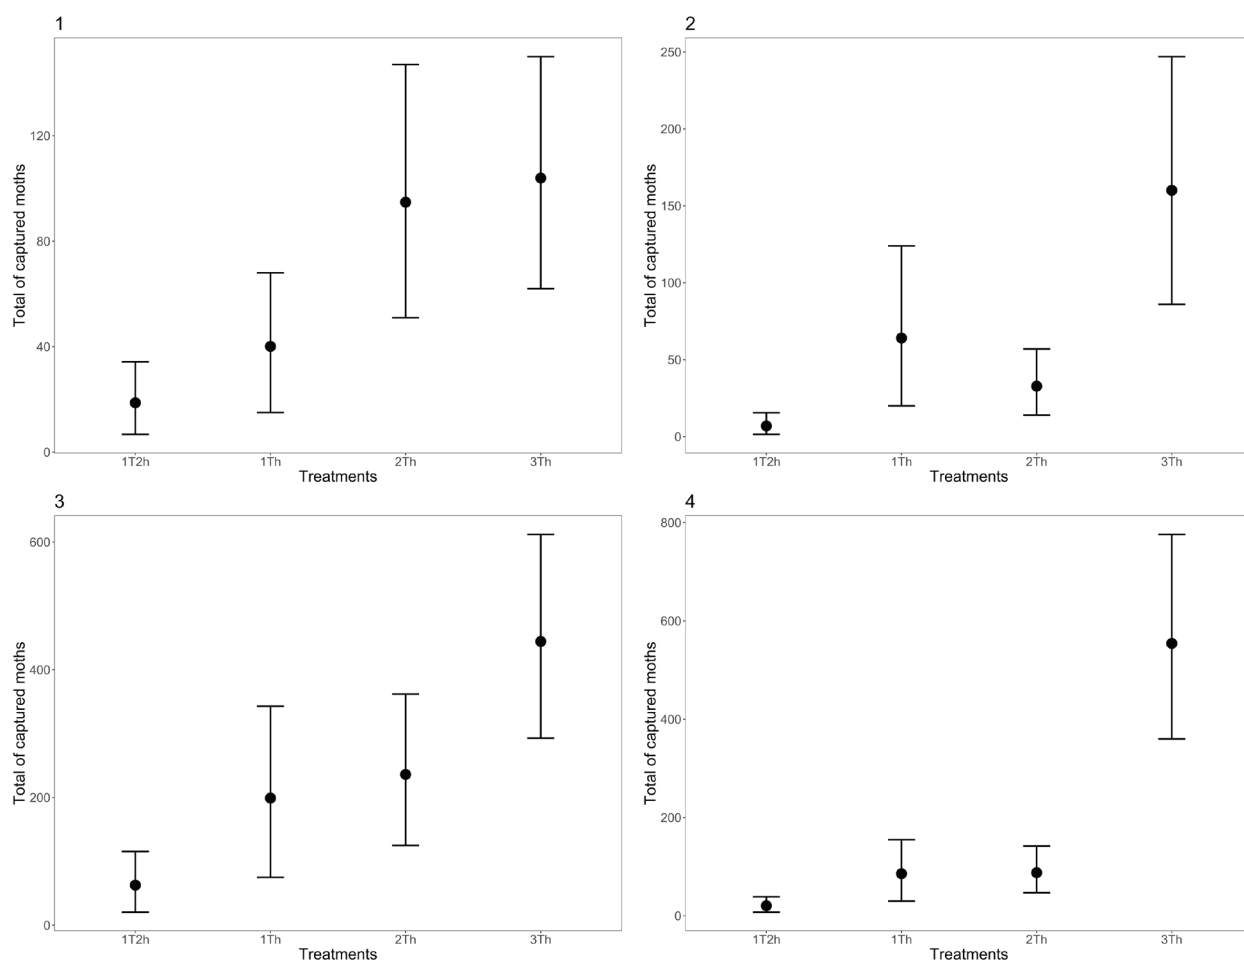 1
Total of captured moths
120
80
40
0
1T2h
1Th
2Th
3Th
Treatments
2
Total of captured moths
250
200
150
100
50
0
1T2h
1Th
2Th
3Th
Treatments
3
Total of captured moths
600
400
200
0
1T2h
1Th
2Th
3Th
Treatments
4
Total of captured moths
800
600
400
200
0
1T2h
1Th
2Th
3Th
Treatments